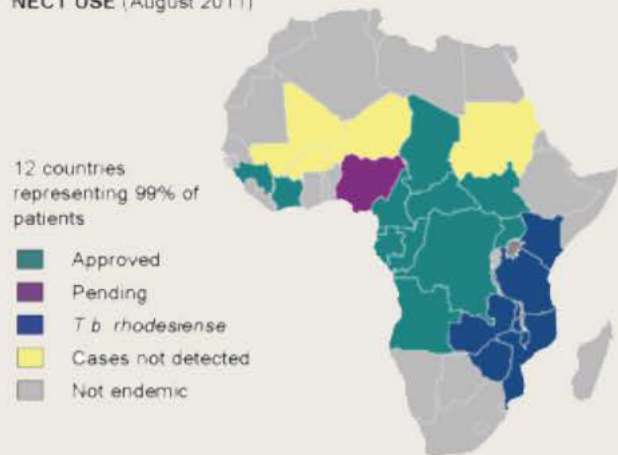 NECT USE (August 2011)
12 countries
representing 99% of
patients
Approved
Pending
T b rhodesiense
Cases not detected
Not endemic